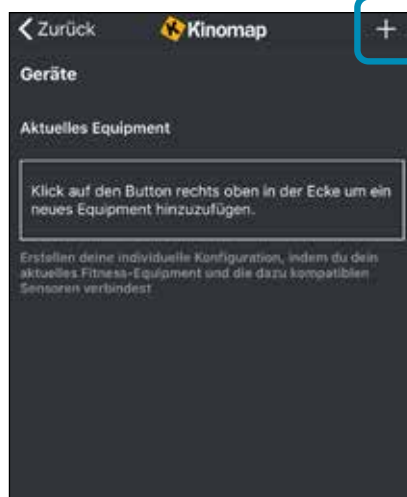 Zurück Kinomap +
Geräte
Aktuelles Equipment
Klick auf den Button rechts oben in der Ecke um ein
neues Equipment hinzuzufügen.
Erstellen deine individuelle Konfiguration, indem du dein
aktuelles Fitness-Equipment und die dazu kompatiblen
Sensoren verbindest